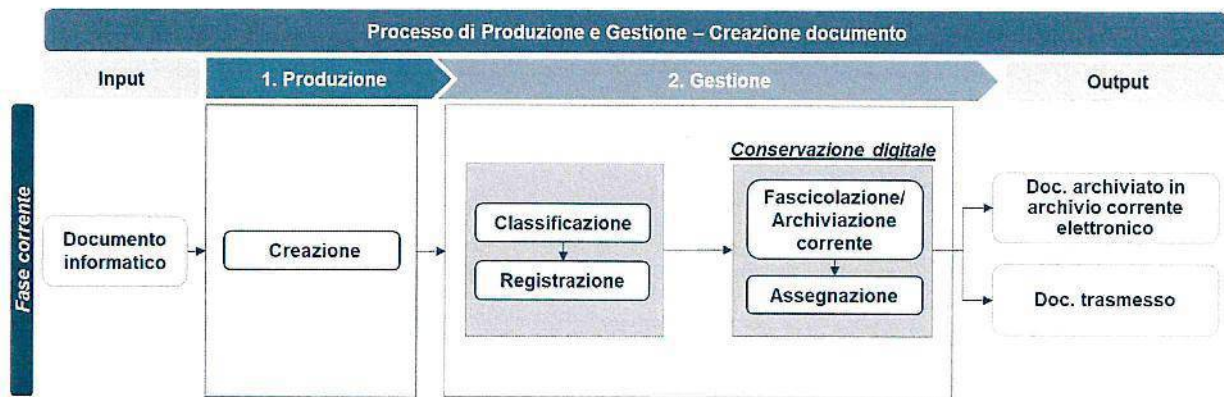 Processo di Produzione e Gestione – Creazione documento
Input
1. Produzione
2. Gestione
Output
Fase corrente
Documento
informatico
Creazione
Classificazione
Registrazione
Conservazione digitale
Fascicolazione/
Archiviazione
corrente
Assegnazione
Doc. archiviato in
archivio corrente
elettronico
Doc. trasmesso